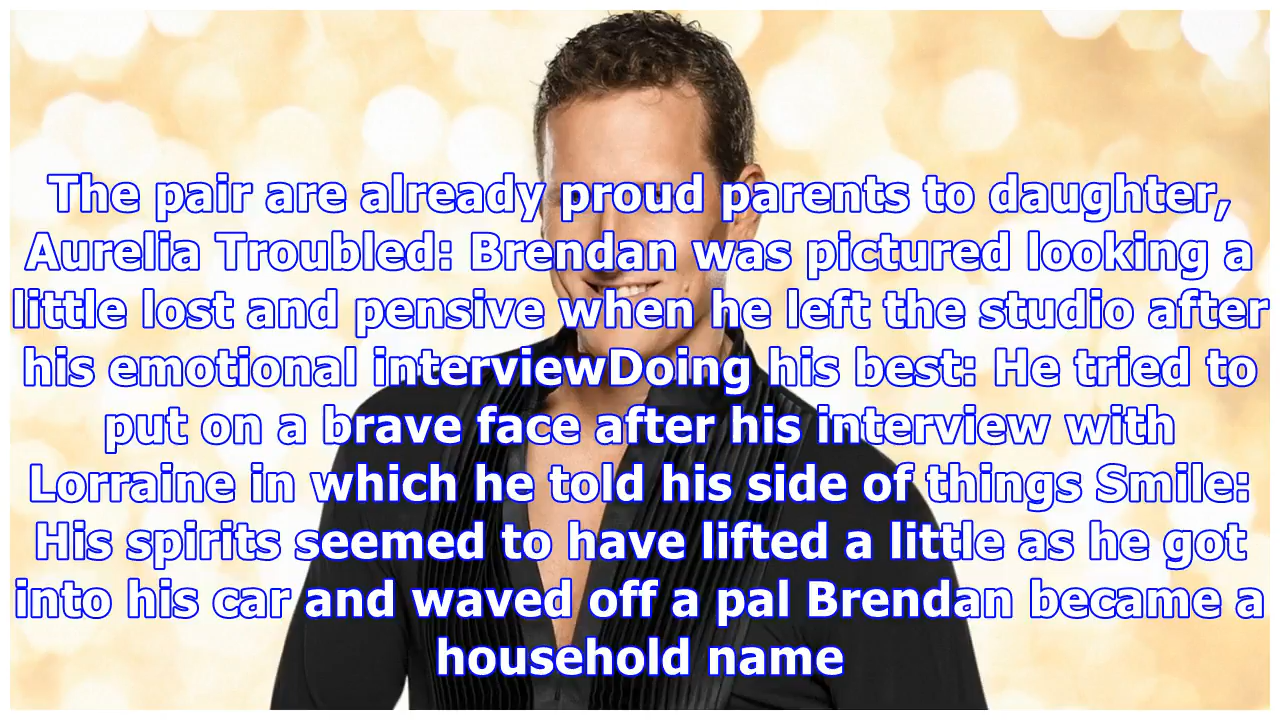 The pair are already proud parents to daughter,
Aurelia Troubled: Brendan was pictured looking a
little lost and pensive when he left the studio after
his emotional interviewDoing his best: He tried to
put on a brave face after his interview with
Lorraine in which he told his side of things Smile:
His spirits seemed to have lifted a little as he got
into his car and waved off a pal Brendan became a
household name